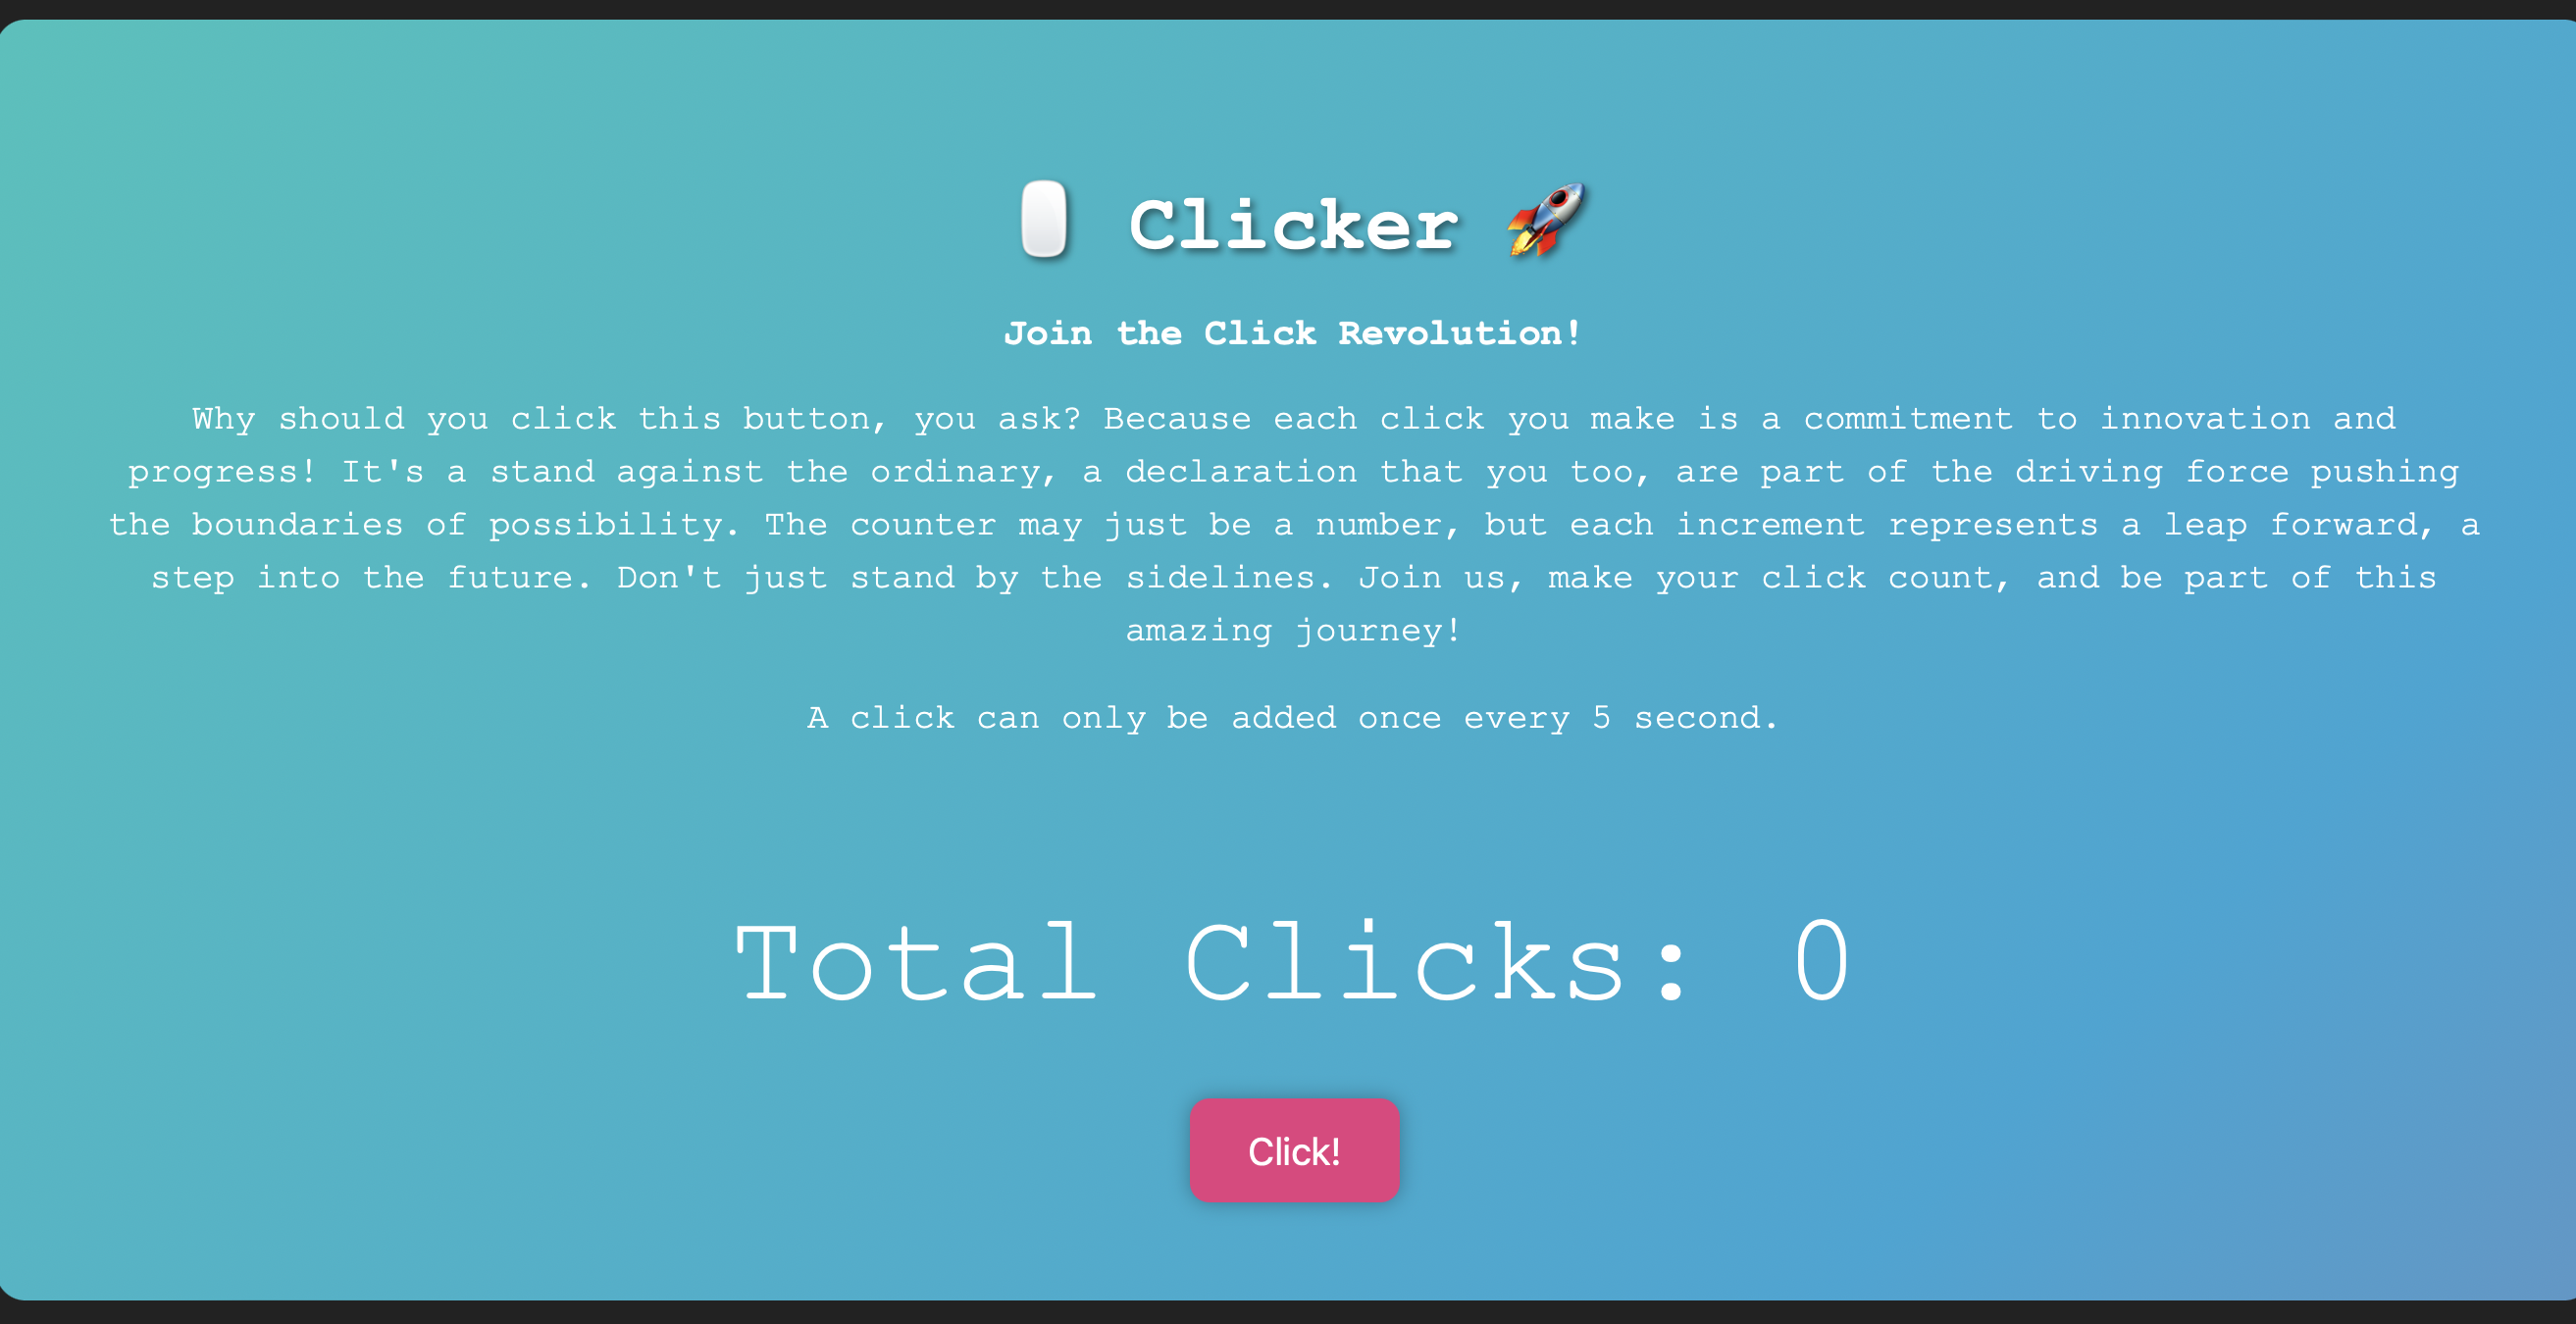 Clicker
Join the Click Revolution!
Why should you click this button, you ask? Because each click you make is a commitment to innovation and
progress! It's a stand against the ordinary, a declaration that you too, are part of the driving force pushing
the boundaries of possibility. The counter may just be a number, but each increment represents a leap forward, a
step into the future. Don't just stand by the sidelines. Join us, make your click count, and be part of this
amazing journey!
A click can only be added once every 5 second.
Total Clicks: 0
Click!